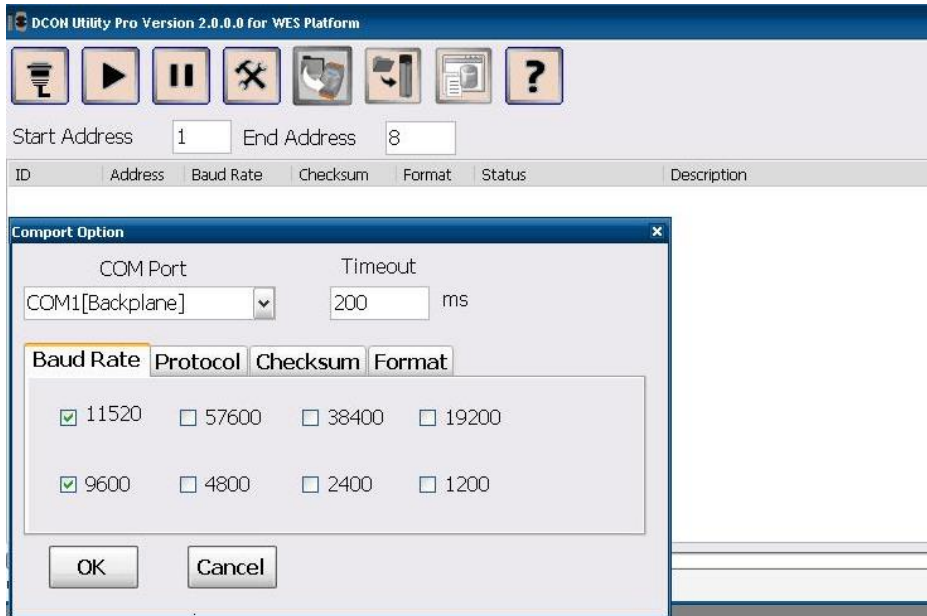 DCON Utility Pro Version 2.0.0.0 for WES Platform
?
Start Address 1 End Address 8
ID Address Baud Rate Checksum Format Status Description
Comport Option
COM Port Timeout
COM1[Backplane] 200 ms
Baud Rate Protocol Checksum Format
11520 57600 38400 19200
9600 4800 2400 1200
OK Cancel